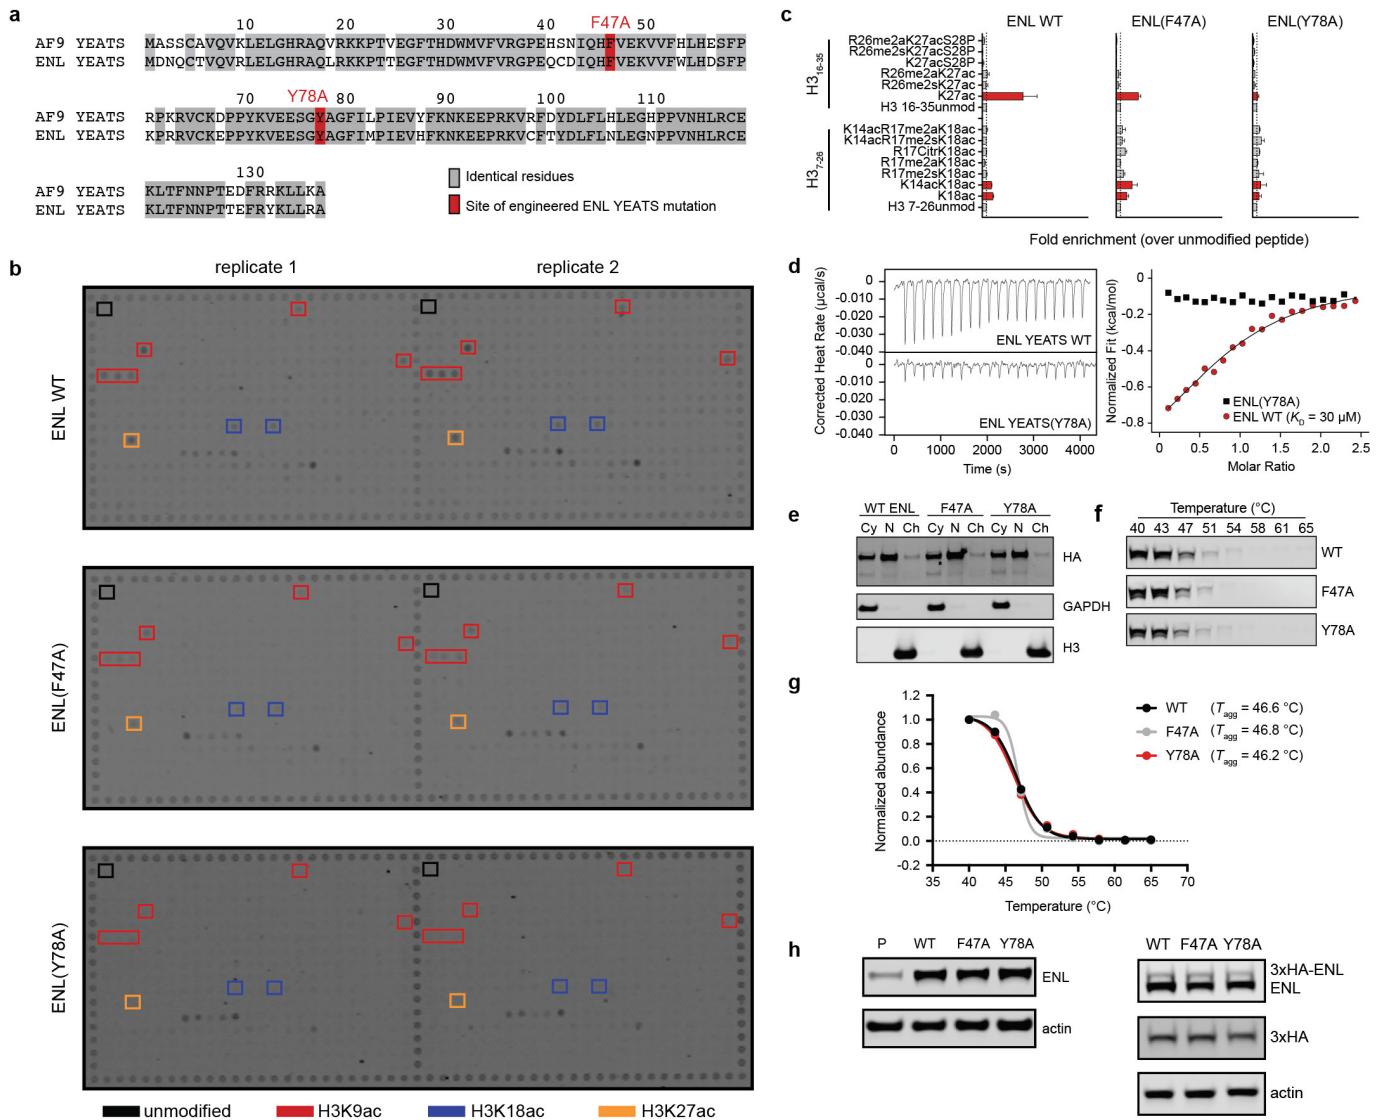 a
F47A
10 20 30 40 50
AF9 YEATS MASSCAVQVKLELGHRAQVRKKPTVEGFTHDWMVFVRGPEHSNIQHFVEKVVFHLHESFP
ENL YEATS MDNQCTVQVRLELGHRAQLRKKPTTEGFTHDWMVFVRGPEQCDIQHFVEKVVFWLHDSFP
Y78A
70 80 90 100 110
AF9 YEATS RPKRVCKDPPYKVEESGYAGFILPIEVYFKNKEEPRKVRFDYDLFLHLEGHPPVNHLRCE
ENL YEATS KPRRVCKEPPYKVEESGYAGFIMPIEVHFKNKEEPRKVCFTYDLFLNLEGNPPVNHLRCE
130
AF9 YEATS KLTFNNPTEDFRRKLLKA
ENL YEATS KLTFNNPTTEFRYKLLRA
Identical residues
Site of engineered ENL YEATS mutation
b
replicate 1 replicate 2
ENL WT
ENL(F47A)
ENL(Y78A)
unmodified H3K9ac H3K18ac H3K27ac
c
ENL WT ENL(F47A) ENL(Y78A)
H3 16-35
R26me2aK27acS28P
R26me2sK27acS28P
K27acS28P
R26me2aK27ac
R26me2sK27ac
K27ac
H3 16-35unmod
H3 7-26
K14acR17me2aK18ac
K14acR17me2sK18ac
R17CitrK18ac
R17me2aK18ac
R17me2sK18ac
K14acK18ac
K18ac
H3 7-26unmod
Fold enrichment (over unmodified peptide)
d
Corrected Heat Rate (µcal/s)
0
-0.010
-0.020
-0.030
-0.040
ENL YEATS WT
0
-0.010
-0.020
-0.030
-0.040
ENL YEATS(Y78A)
0 1000 2000 3000 4000
Time (s)
Normalized Fit (kcal/mol)
0
-0.2
-0.4
-0.6
-0.8
ENL(Y78A)
ENL WT (KD = 30 µM)
0 0.5 1.0 1.5 2.0 2.5
Molar Ratio
e
WT ENL F47A Y78A
Cy N Ch Cy N Ch Cy N Ch
HA
GAPDH
H3
f
Temperature (°C)
40 43 47 51 54 58 61 65
WT
F47A
Y78A
g
Normalized abundance
1.2
1.0
0.8
0.6
0.4
0.2
0.0
-0.2
35 40 45 50 55 60 65 70
Temperature (°C)
WT (Tagg = 46.6 °C)
F47A (Tagg = 46.8 °C)
Y78A (Tagg = 46.2 °C)
h
P WT F47A Y78A
ENL
actin
WT F47A Y78A
3xHA-ENL
ENL
3xHA
actin